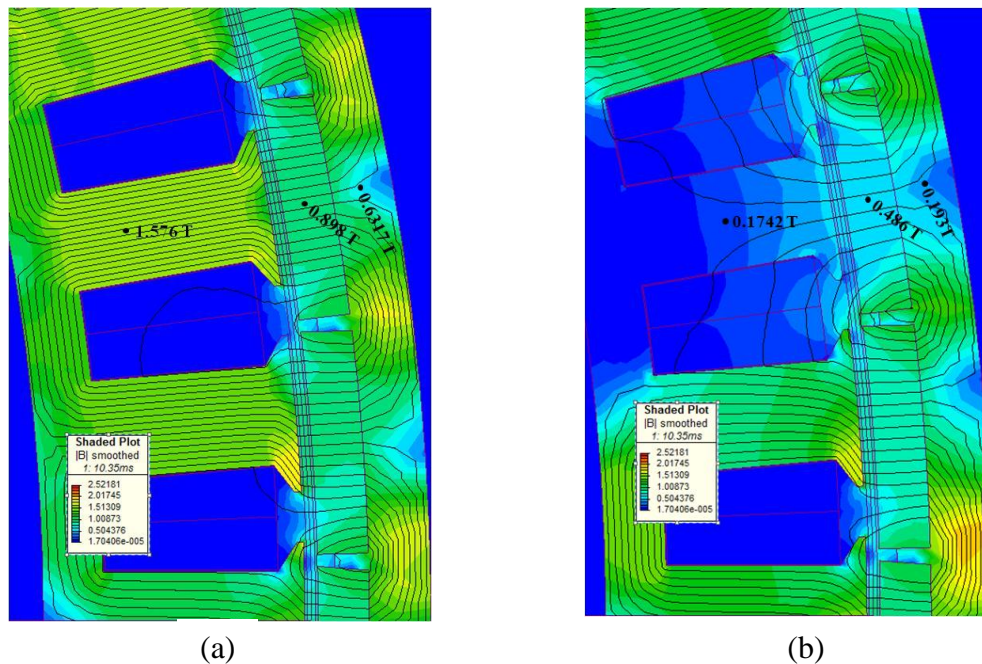 1.576 T
0.898 T
0.6317T
Shaded Plot
|B| smoothed
1: 10.35ms
2.52181
2.01745
1.51309
1.00873
0.504376
1.70406e-005
(a)
0.1742 T
0.486T
0.193T
Shaded Plot
|B| smoothed
1: 10.35ms
2.52181
2.01745
1.51309
1.00873
0.504376
1.70406e-005
(b)